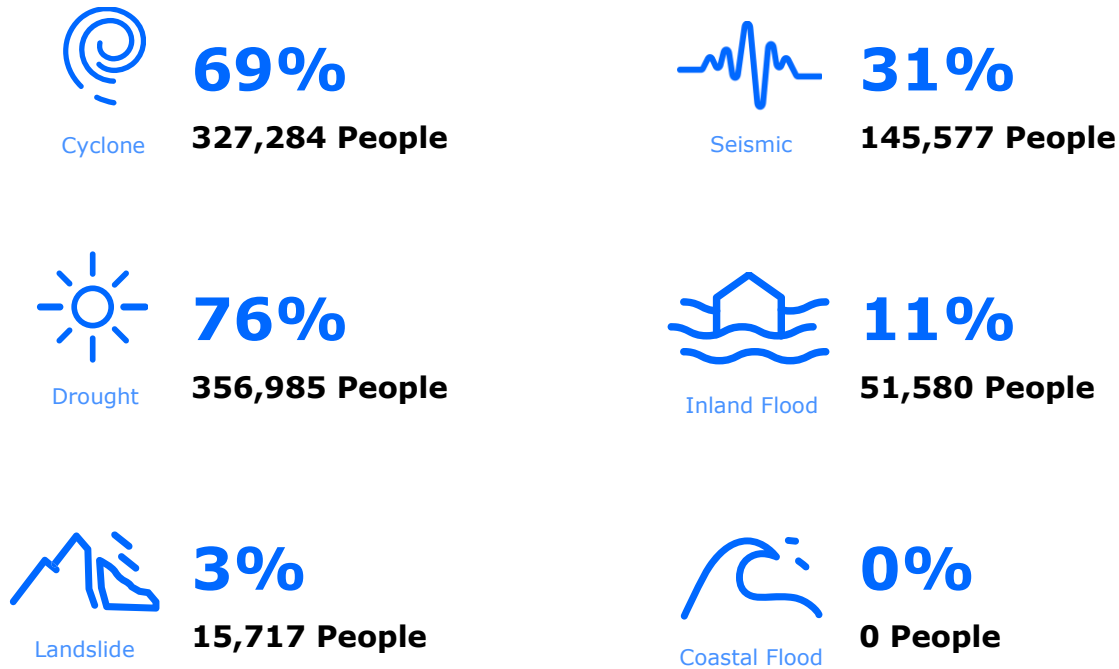 69%
327,284 People
Cyclone
31%
145,577 People
Seismic
76%
356,985 People
Drought
11%
51,580 People
Inland Flood
3%
15,717 People
Landslide
0%
0 People
Coastal Flood